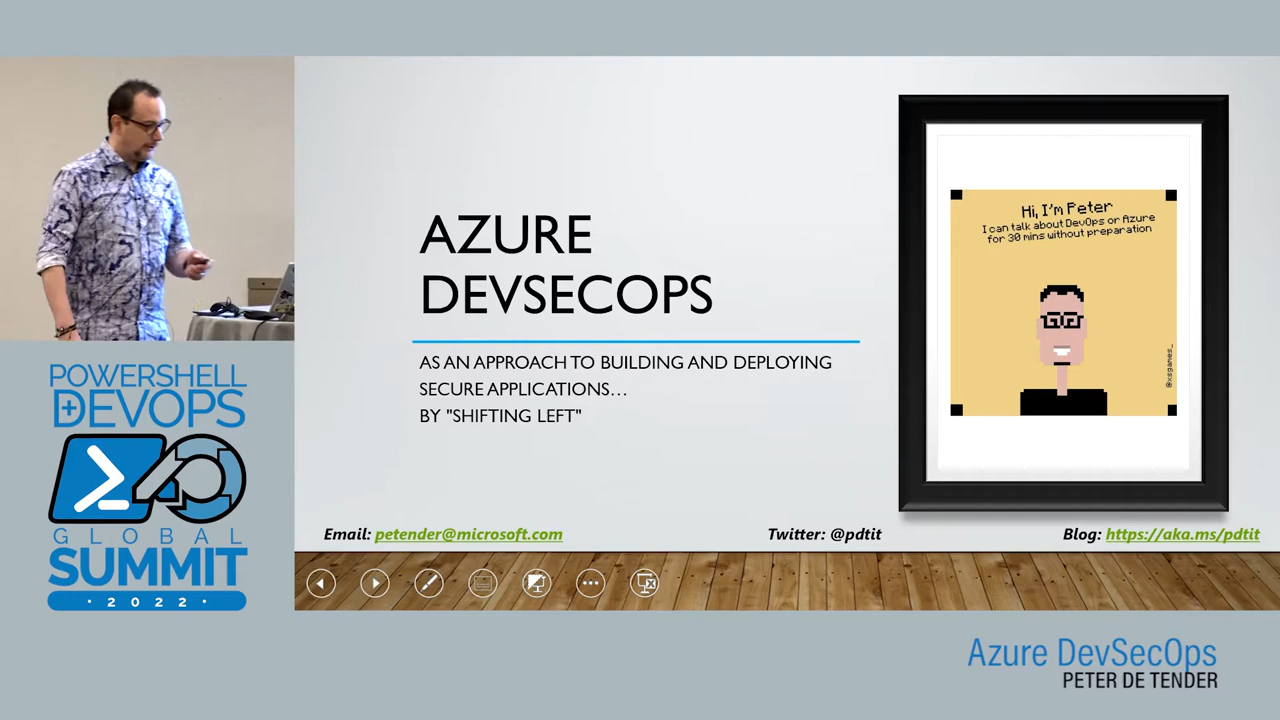 POWERSHELL
+DEVOPS
GLOBAL
SUMMIT
· 2022 ·
AZURE
DEVSECOPS
AS AN APPROACH TO BUILDING AND DEPLOYING
SECURE APPLICATIONS...
BY "SHIFTING LEFT"
Hi, I'm Peter
I can talk about DevOps or Azure
for 30 mins without preparation
Email: petender@microsoft.com
Twitter: @pdtit
Blog: https://aka.ms/pdtit
Azure DevSecOps
PETER DE TENDER